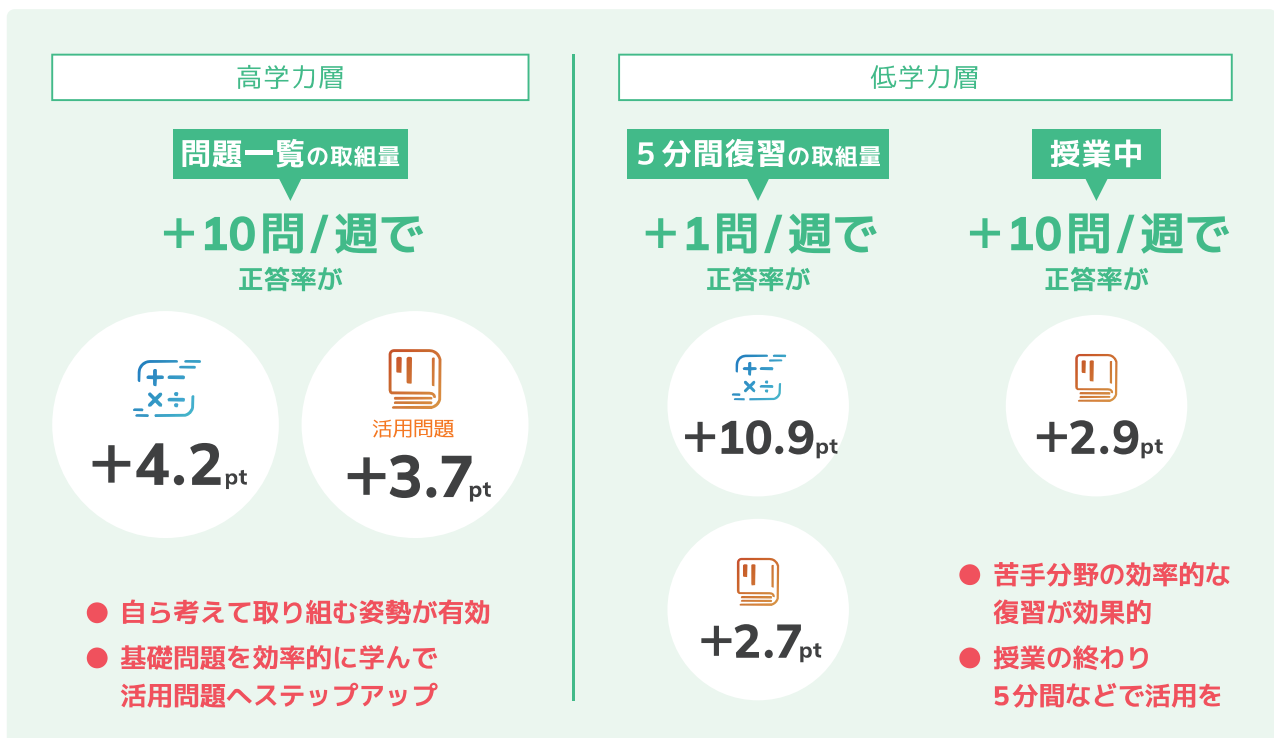 高学力層
問題一覧の取組量
＋10問/週で
正答率が
＋4.2pt
活用問題
＋3.7pt
● 自ら考えて取り組む姿勢が有効
● 基礎問題を効率的に学んで
活用問題へステップアップ
低学力層
５分間復習の取組量
＋1問/週で
正答率が
＋10.9pt
＋2.7pt
授業中
＋10問/週で
正答率が
＋2.9pt
● 苦手分野の効率的な
復習が効果的
● 授業の終わり
5分間などで活用を